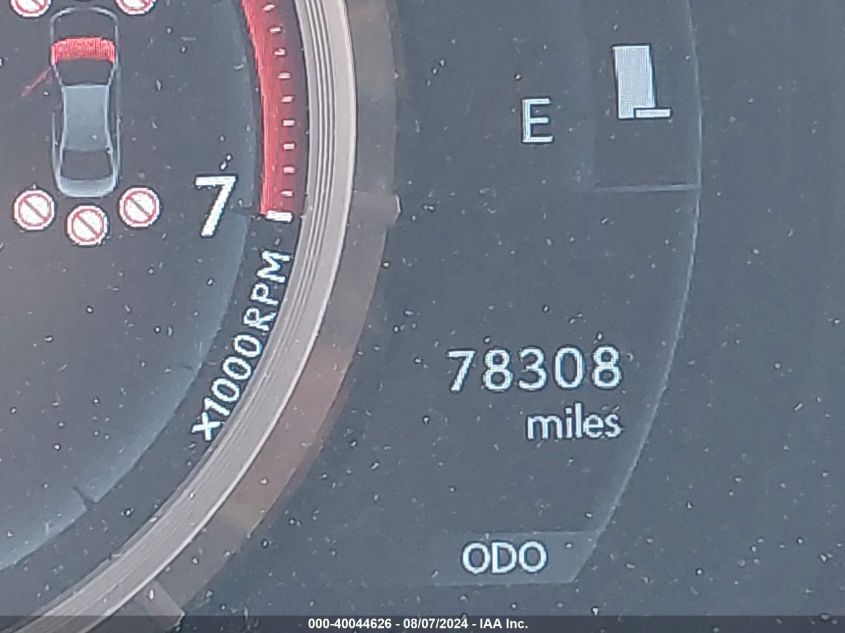 E
7
x1000RPM
78308
miles
ODO
000-40044626 - 08/07/2024 - IAA Inc.